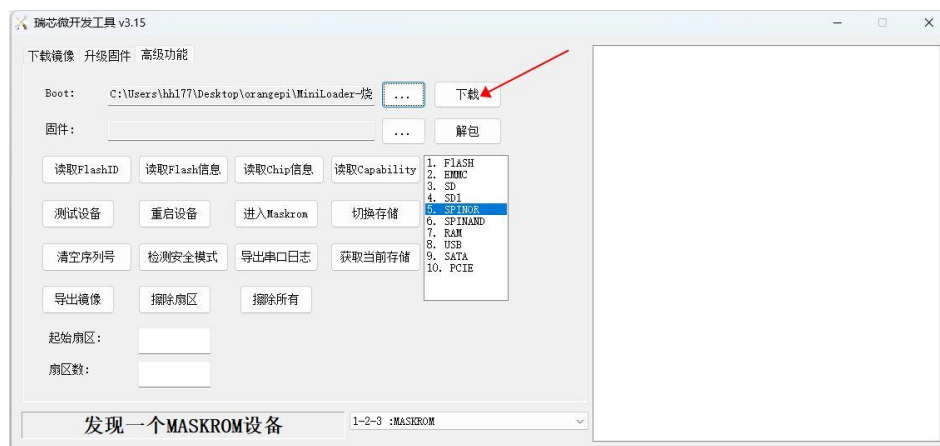 瑞芯微开发工具 v3.15
下载镜像 升级固件 高级功能
Boot: C:\Users\hh177\Desktop\orangepi\MiniLoader-烧 ... 下载
固件: ... 解包
读取FlashID 读取Flash信息 读取Chip信息 读取Capability
测试设备 重启设备 进入Maskrom 切换存储
清空序列号 检测安全模式 导出串口日志 获取当前存储
导出镜像 擦除扇区 擦除所有
1. FlASH
2. EMMC
3. SD
4. SD1
5. SPINOR
6. SPINAND
7. RAM
8. USB
9. SATA
10. PCIE
起始扇区:
扇区数:
发现一个MASKROM设备 1-2-3 :MASKROM